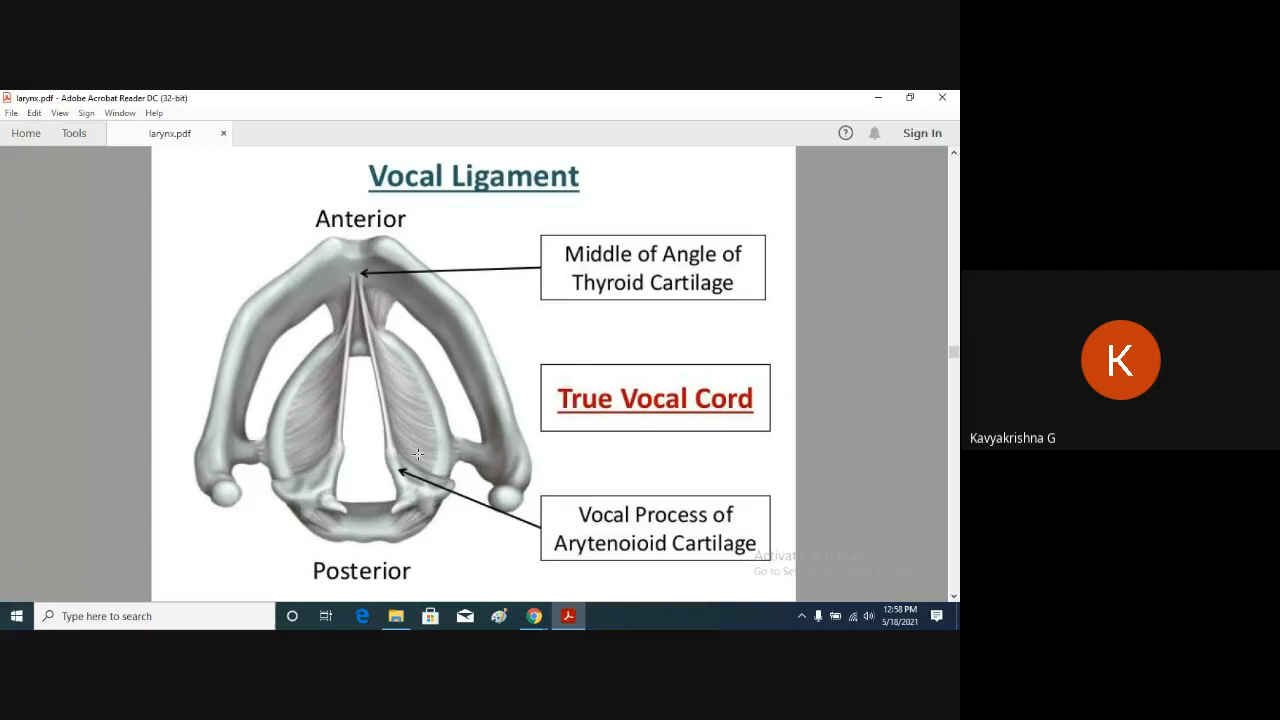 larynx.pdf - Adobe Acrobat Reader DC (32-bit)
File Edit View Sign Window Help
Home Tools larynx.pdf × Sign In
Vocal Ligament
Anterior
Middle of Angle of
Thyroid Cartilage
True Vocal Cord
Vocal Process of
Arytenoioid Cartilage
Posterior
K
Kavyakrishna G
Go to
Type here to search
12:58 PM
5/18/2021